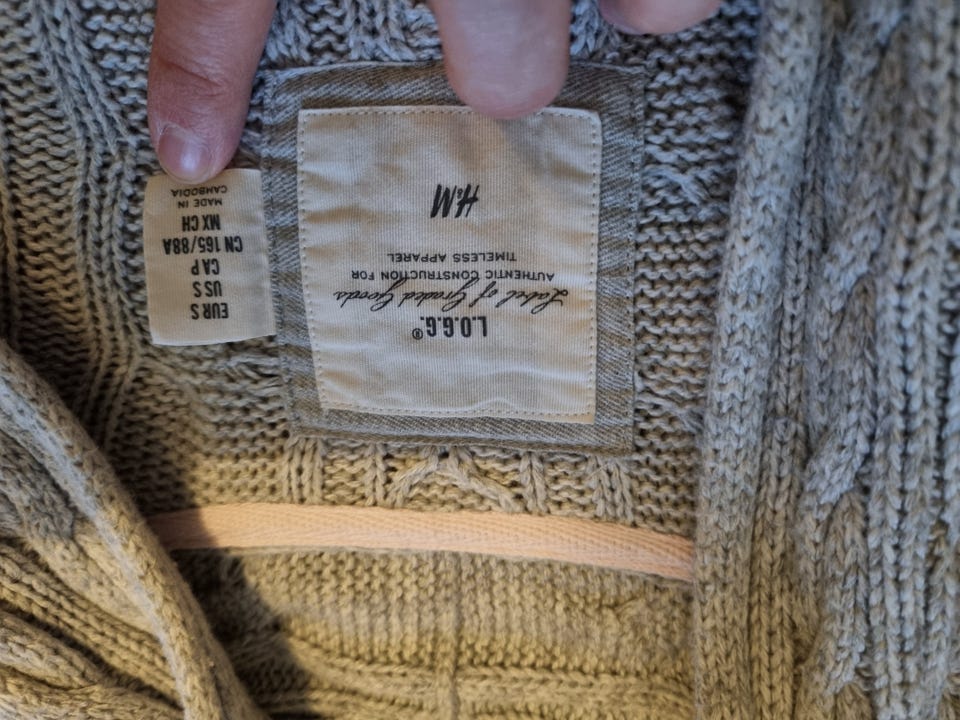 L.O.G.G.®
Label of Graded Goods
AUTHENTIC CONSTRUCTION FOR
TIMELESS APPAREL
H&M
EUR S
US S
CA P
CN 165/88A
MX CH
MADE IN
CAMBODIA